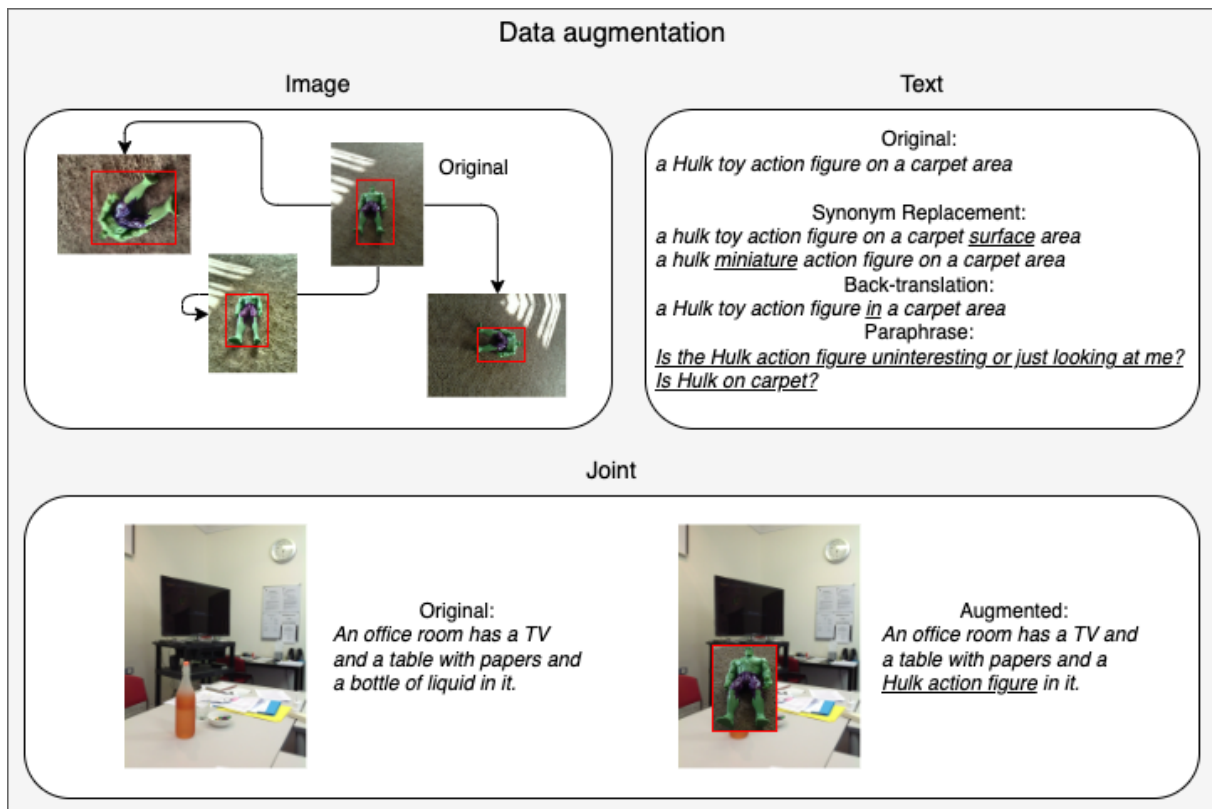 Data augmentation
Image
Original
Text
Original:
a Hulk toy action figure on a carpet area
Synonym Replacement:
a hulk toy action figure on a carpet surface area
a hulk miniature action figure on a carpet area
Back-translation:
a Hulk toy action figure in a carpet area
Paraphrase:
Is the Hulk action figure uninteresting or just looking at me?
Is Hulk on carpet?
Joint
Original:
An office room has a TV
and a table with papers and
a bottle of liquid in it.
Augmented:
An office room has a TV and
a table with papers and a
Hulk action figure in it.